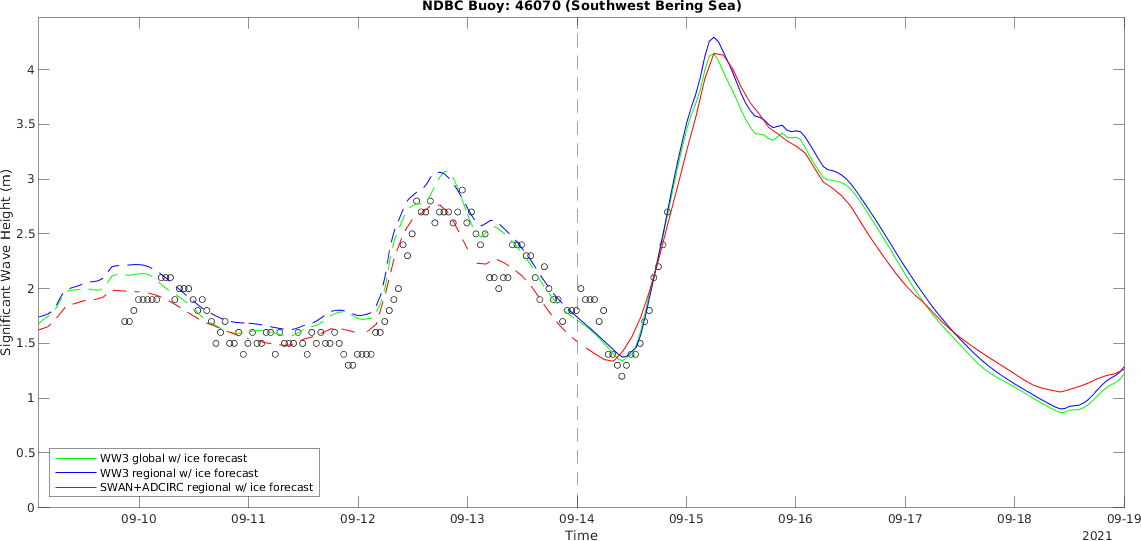 NDBC Buoy: 46070 (Southwest Bering Sea)
Significant Wave Height (m)
4
3.5
3
2.5
2
1.5
1
0.5
0
WW3 global w/ ice forecast
WW3 regional w/ ice forecast
SWAN+ADCIRC regional w/ ice forecast
09-10 09-11 09-12 09-13 09-14 09-15 09-16 09-17 09-18 09-19
Time
2021